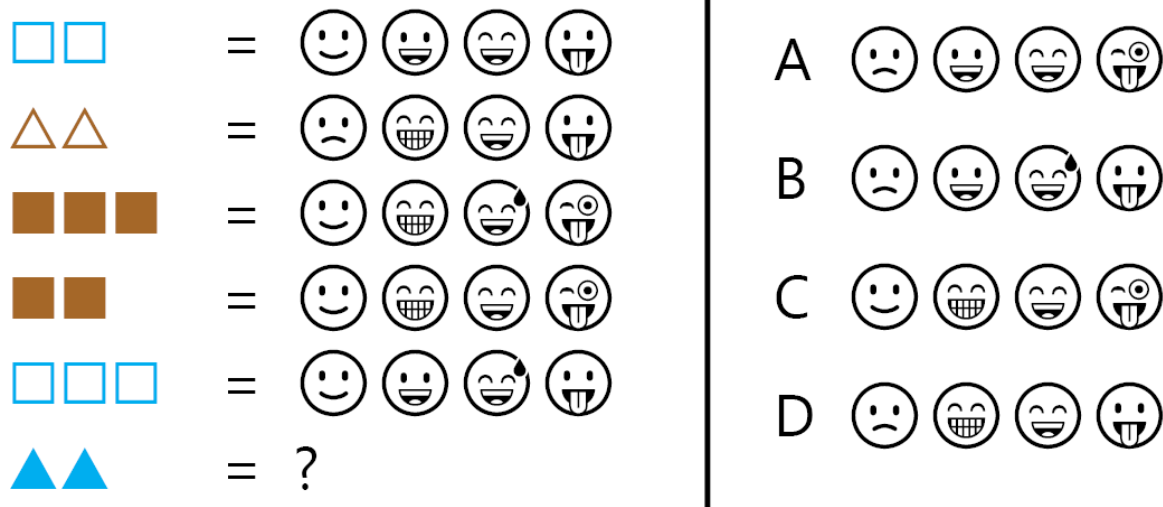 =
=
=
=
=
= ?
A
B
C
D